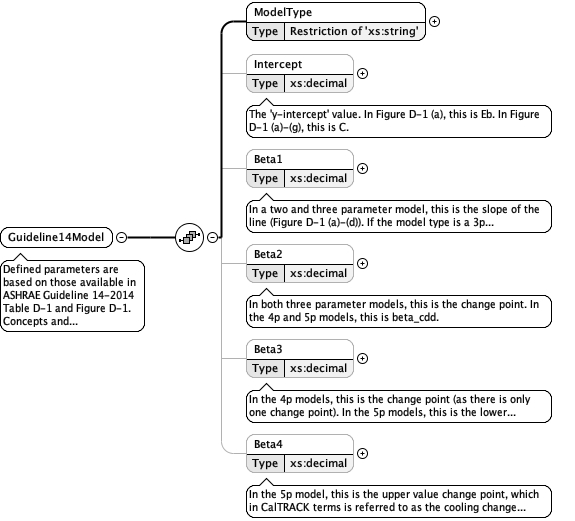 ModelType
Type Restriction of 'xs:string'
Intercept
Type xs:decimal
The 'y-intercept' value. In Figure D-1 (a), this is Eb. In Figure
D-1 (a)-(g), this is C.
Beta1
Type xs:decimal
In a two and three parameter model, this is the slope of the
line (Figure D-1 (a)-(d)). If the model type is a 3p...
Guideline14Model
Defined parameters are
based on those available in
ASHRAE Guideline 14-2014
Table D-1 and Figure D-1.
Concepts and...
Beta2
Type xs:decimal
In both three parameter models, this is the change point. In
the 4p and 5p models, this is beta_cdd.
Beta3
Type xs:decimal
In the 4p models, this is the change point (as there is only
one change point). In the 5p models, this is the lower...
Beta4
Type xs:decimal
In the 5p model, this is the upper value change point, which
in CalTRACK terms is referred to as the cooling change...